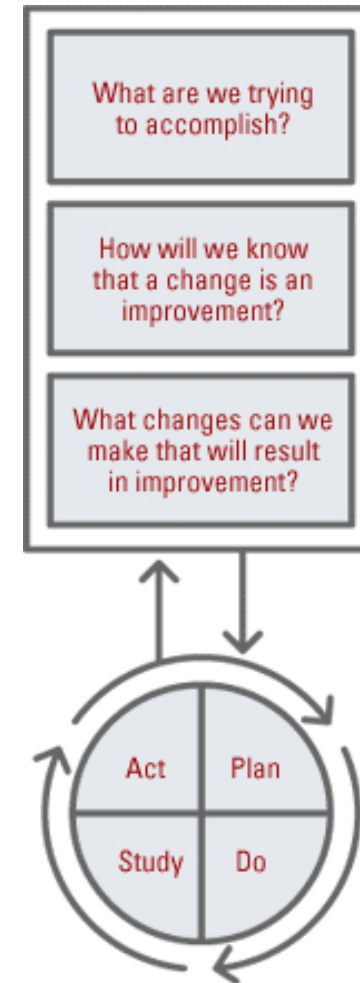 What are we trying
to accomplish?
How will we know
that a change is an
improvement?
What changes can we
make that will result
in improvement?
Act
Plan
Study
Do